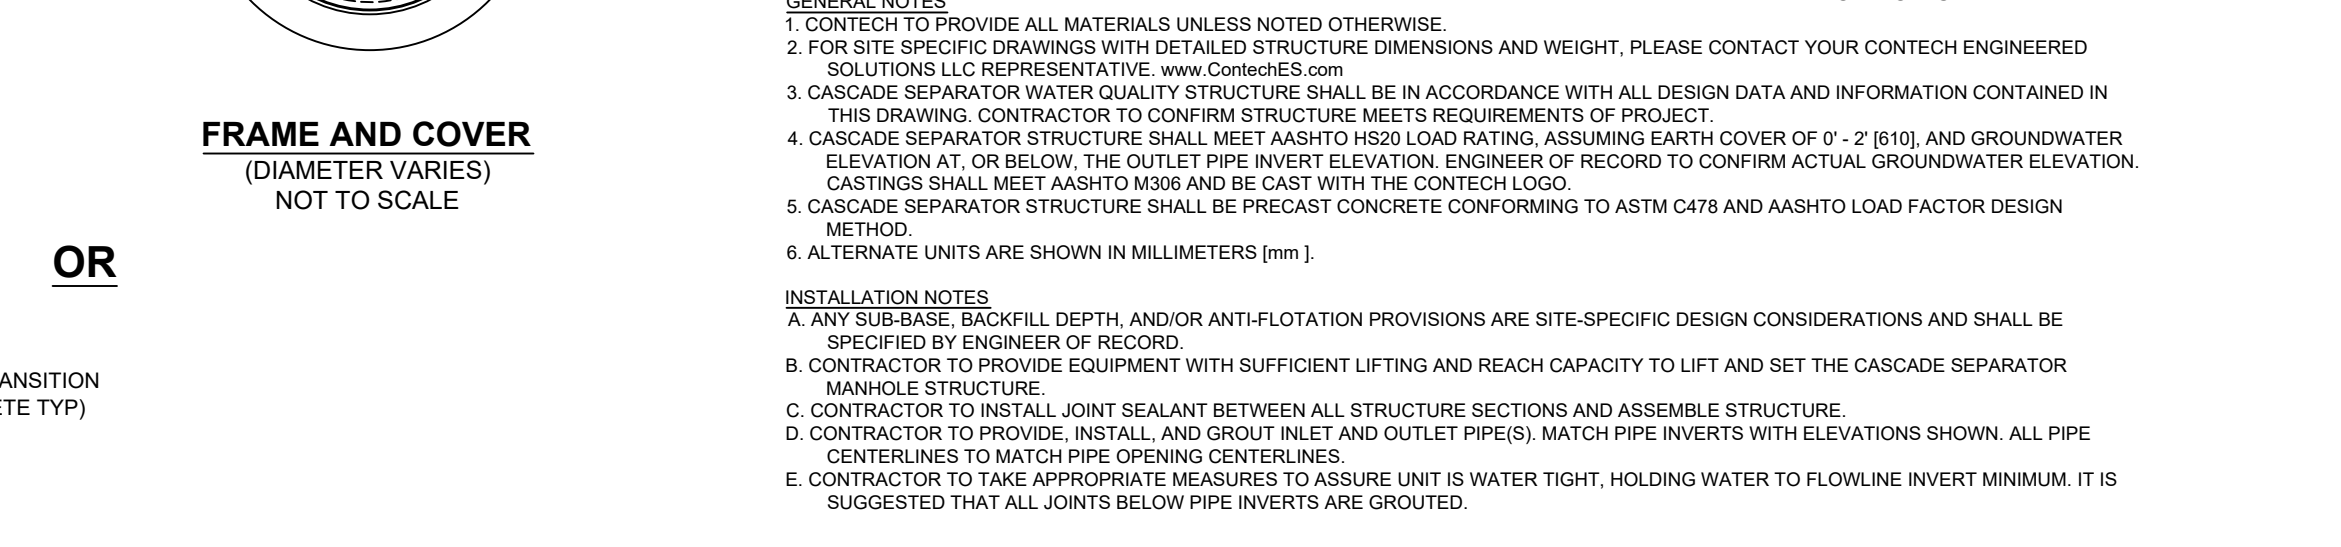 FRAME AND COVER
(DIAMETER VARIES)
NOT TO SCALE
OR
ANSITION
ETE TYP)
GENERAL NOTES
1. CONTECH TO PROVIDE ALL MATERIALS UNLESS NOTED OTHERWISE.
2. FOR SITE SPECIFIC DRAWINGS WITH DETAILED STRUCTURE DIMENSIONS AND WEIGHT, PLEASE CONTACT YOUR CONTECH ENGINEERED
SOLUTIONS LLC REPRESENTATIVE. www.ContechES.com
3. CASCADE SEPARATOR WATER QUALITY STRUCTURE SHALL BE IN ACCORDANCE WITH ALL DESIGN DATA AND INFORMATION CONTAINED IN
THIS DRAWING. CONTRACTOR TO CONFIRM STRUCTURE MEETS REQUIREMENTS OF PROJECT.
4. CASCADE SEPARATOR STRUCTURE SHALL MEET AASHTO HS20 LOAD RATING, ASSUMING EARTH COVER OF 0' - 2' [610], AND GROUNDWATER
ELEVATION AT, OR BELOW, THE OUTLET PIPE INVERT ELEVATION. ENGINEER OF RECORD TO CONFIRM ACTUAL GROUNDWATER ELEVATION.
CASTINGS SHALL MEET AASHTO M306 AND BE CAST WITH THE CONTECH LOGO.
5. CASCADE SEPARATOR STRUCTURE SHALL BE PRECAST CONCRETE CONFORMING TO ASTM C478 AND AASHTO LOAD FACTOR DESIGN
METHOD.
6. ALTERNATE UNITS ARE SHOWN IN MILLIMETERS [mm ].
INSTALLATION NOTES
A. ANY SUB-BASE, BACKFILL DEPTH, AND/OR ANTI-FLOTATION PROVISIONS ARE SITE-SPECIFIC DESIGN CONSIDERATIONS AND SHALL BE
SPECIFIED BY ENGINEER OF RECORD.
B. CONTRACTOR TO PROVIDE EQUIPMENT WITH SUFFICIENT LIFTING AND REACH CAPACITY TO LIFT AND SET THE CASCADE SEPARATOR
MANHOLE STRUCTURE.
C. CONTRACTOR TO INSTALL JOINT SEALANT BETWEEN ALL STRUCTURE SECTIONS AND ASSEMBLE STRUCTURE.
D. CONTRACTOR TO PROVIDE, INSTALL, AND GROUT INLET AND OUTLET PIPE(S). MATCH PIPE INVERTS WITH ELEVATIONS SHOWN. ALL PIPE
CENTERLINES TO MATCH PIPE OPENING CENTERLINES.
E. CONTRACTOR TO TAKE APPROPRIATE MEASURES TO ASSURE UNIT IS WATER TIGHT, HOLDING WATER TO FLOWLINE INVERT MINIMUM. IT IS
SUGGESTED THAT ALL JOINTS BELOW PIPE INVERTS ARE GROUTED.